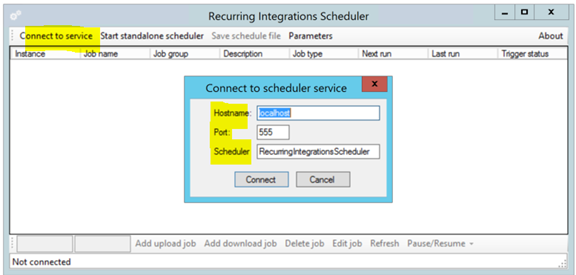 Recurring Integrations Scheduler
Connect to service Start standalone scheduler Save schedule file Parameters About
Instance Job name Job group Description Job type Next run Last run Trigger status
Connect to scheduler service
Hostname: localhost
Port: 555
Scheduler RecurringIntegrationsScheduler
Connect Cancel
Add upload job Add download job Delete job Edit job Refresh Pause/Resume
Not connected